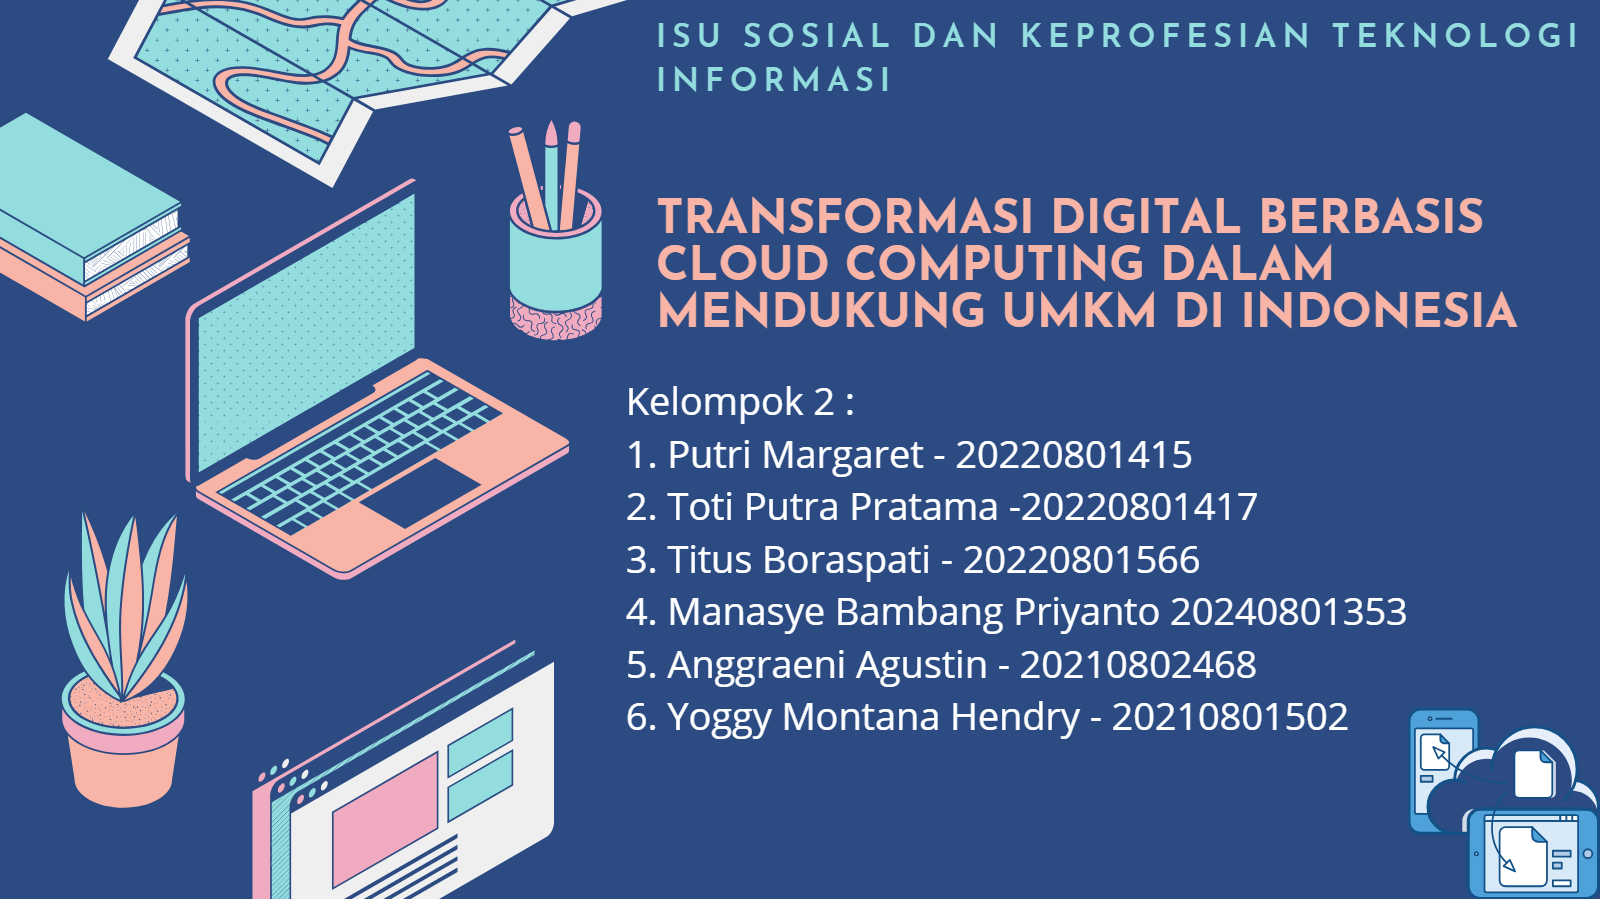 ISU SOSIAL DAN KEPROFESIAN TEKNOLOGI
INFORMASI
TRANSFORMASI DIGITAL BERBASIS
CLOUD COMPUTING DALAM
MENDUKUNG UMKM DI INDONESIA
Kelompok 2 :
1. Putri Margaret - 20220801415
2. Toti Putra Pratama -20220801417
3. Titus Boraspati - 20220801566
4. Manasye Bambang Priyanto 20240801353
5. Anggraeni Agustin - 20210802468
6. Yoggy Montana Hendry - 20210801502